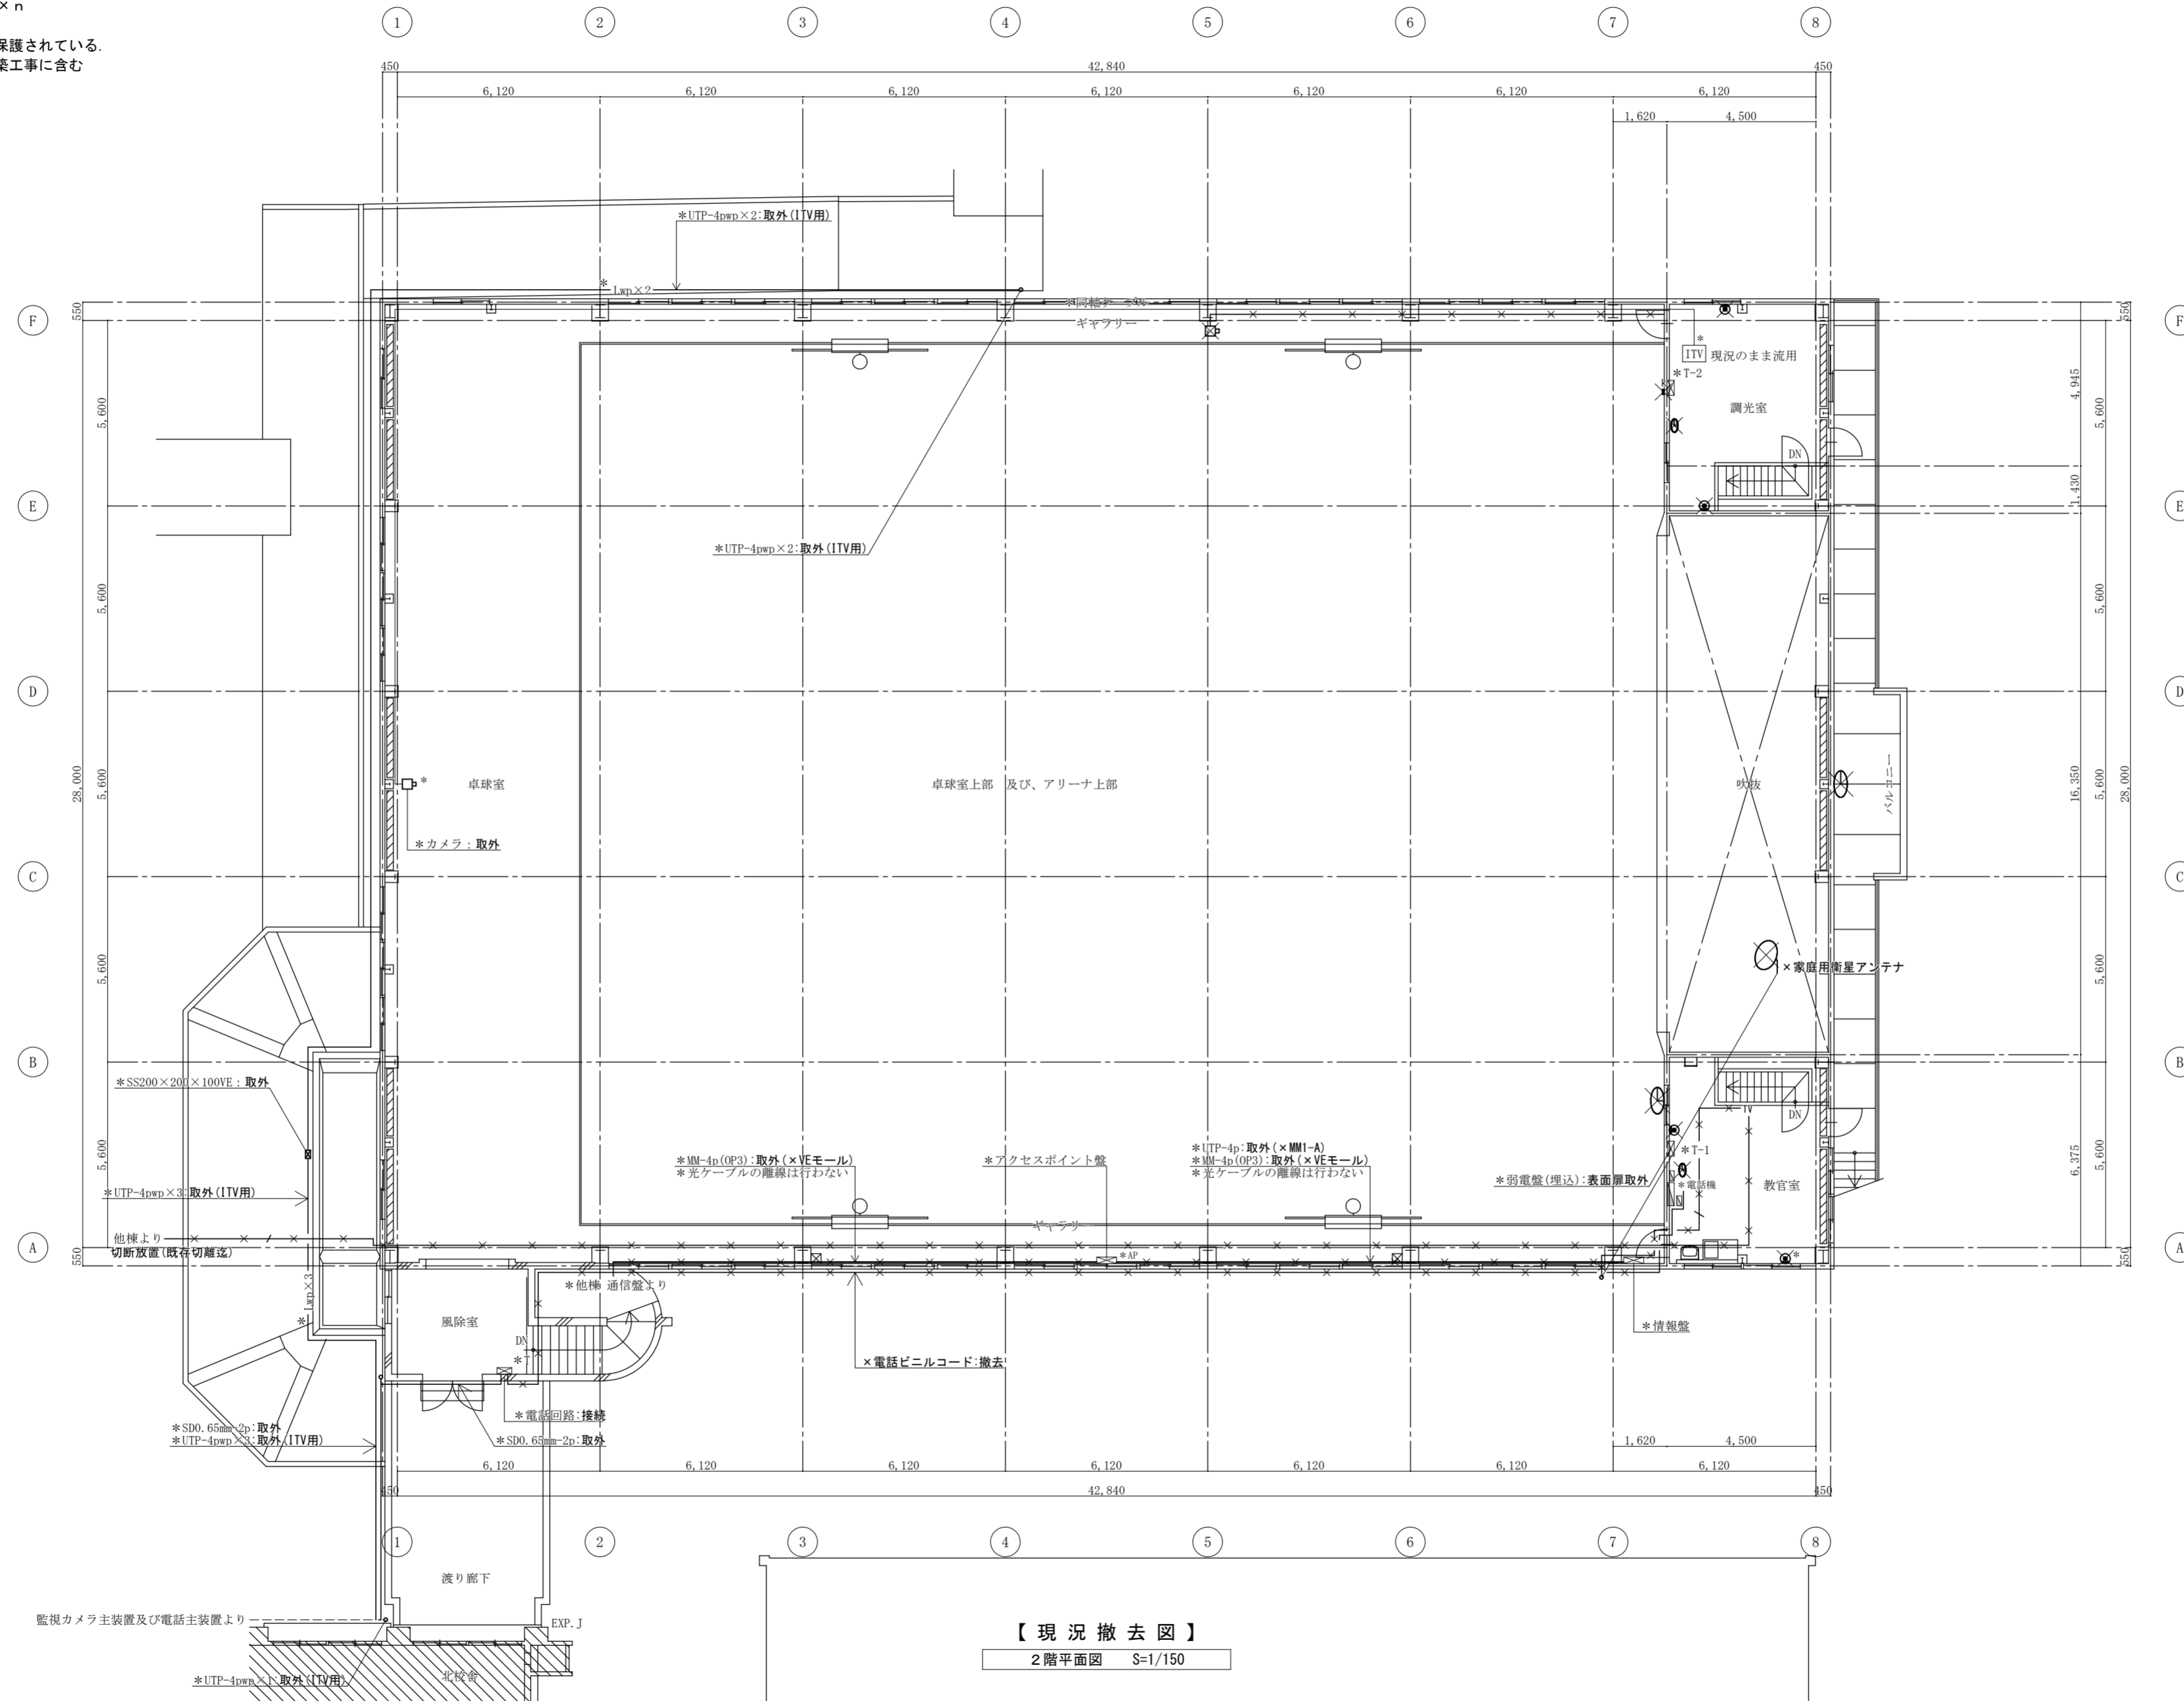 × n
保護されている.
築工事に含む
1
2
3
4
5
6
7
8
450
42,840
450
6,120
6,120
6,120
6,120
6,120
6,120
6,120
1,620
4,500
*UTP-4pwp×2:取外(ITV用)
* Lwp×2
*同軸ケーブル
ギャラリー
F
E
D
C
B
A
550
5,600
5,600
5,600
5,600
5,600
28,000
550
*
ITV 現況のまま流用
*T-2
調光室
DN
*UTP-4pwp×2:取外(ITV用)
*
卓球室
卓球室上部 及び、アリーナ上部
吹抜
バルコニー
*カメラ:取外
×家庭用衛星アンテナ
F
E
D
C
B
A
550
4,945
1,430
16,350
6,375
5,600
5,600
5,600
5,600
5,600
28,000
550
*SS200×200×100VE:取外
*UTP-4pwp×3:取外(ITV用)
他棟より
切断放置(既存切離迄)
* Lwp×3
*MM-4p(OP3):取外(×VEモール)
*光ケーブルの離線は行わない
*アクセスポイント盤
*UTP-4p:取外(×MM1-A)
*MM-4p(OP3):取外(×VEモール)
*光ケーブルの離線は行わない
*弱電盤(埋込):表面扉取外
TV
DN
*T-1
*電話機
教官室
*
ギャラリー
*AP
*他棟 通信盤より
風除室
DN
*T
*情報盤
×電話ビニルコード:撤去
*電話回路:接続
*SD0.65mm-2p:取外
*SD0.65mm-2p:取外
*UTP-4pwp×3:取外(ITV用)
1,620
4,500
6,120
6,120
6,120
6,120
6,120
6,120
6,120
450
42,840
450
1
2
3
4
5
6
7
8
渡り廊下
監視カメラ主装置及び電話主装置より
EXP.J
北校舎
*UTP-4pwp×1:取外(ITV用)
【現況撤去図】
2階平面図 S=1/150